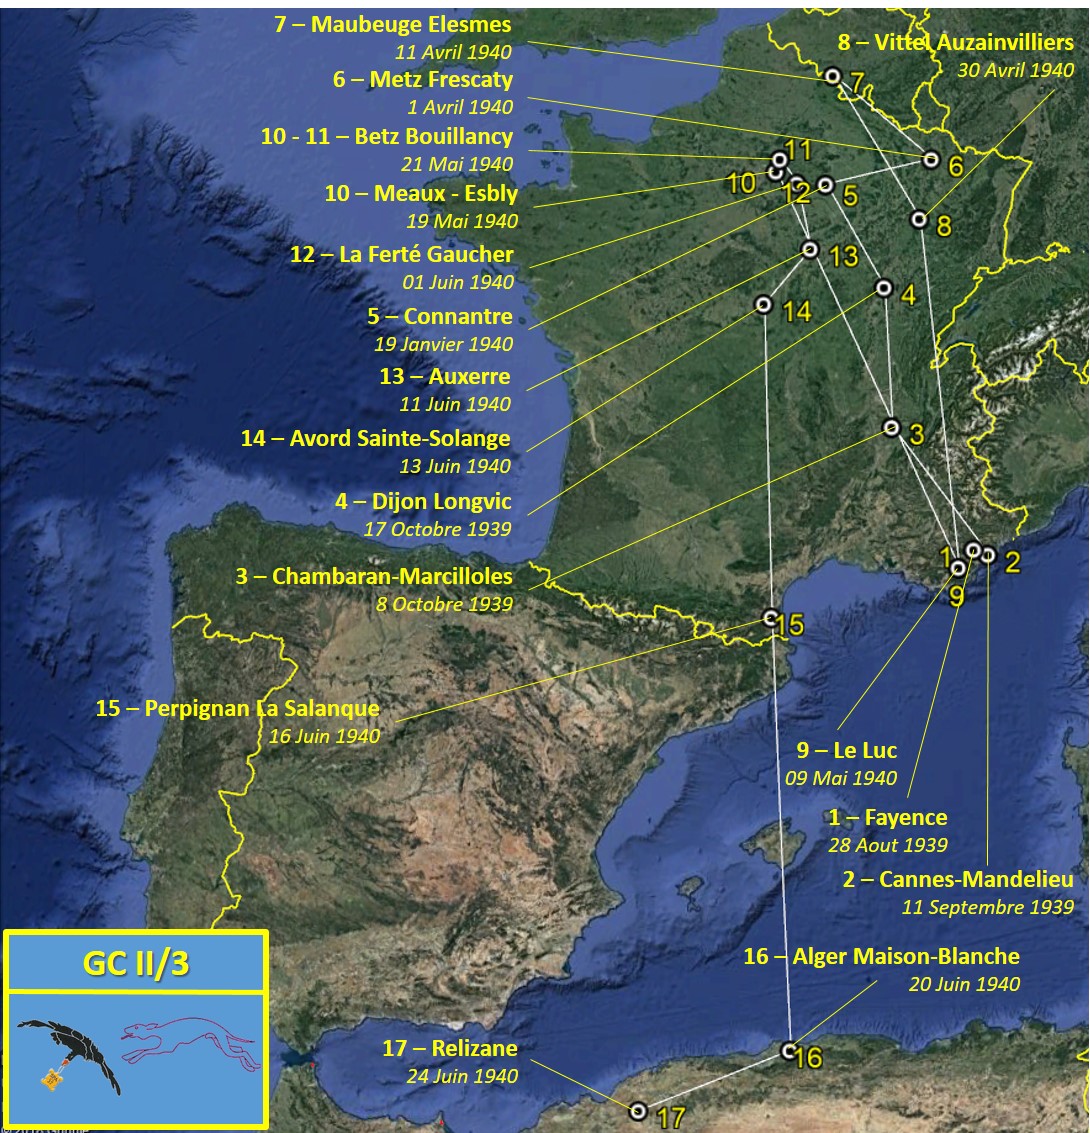 7 – Maubeuge Elesmes
11 Avril 1940
8 – Vittel Auzainvilliers
30 Avril 1940
6 – Metz Frescaty
1 Avril 1940
10 - 11 – Betz Bouillancy
21 Mai 1940
10 – Meaux - Esbly
19 Mai 1940
12 – La Ferté Gaucher
01 Juin 1940
5 – Connantre
19 Janvier 1940
13 – Auxerre
11 Juin 1940
14 – Avord Sainte-Solange
13 Juin 1940
4 – Dijon Longvic
17 Octobre 1939
3 – Chambaran-Marcilloles
8 Octobre 1939
15 – Perpignan La Salanque
16 Juin 1940
9 – Le Luc
09 Mai 1940
1 – Fayence
28 Aout 1939
2 – Cannes-Mandelieu
11 Septembre 1939
16 – Alger Maison-Blanche
20 Juin 1940
17 – Relizane
24 Juin 1940
7
11
6
10
12
5
8
13
4
14
3
1
2
9
15
16
17
GC II/3